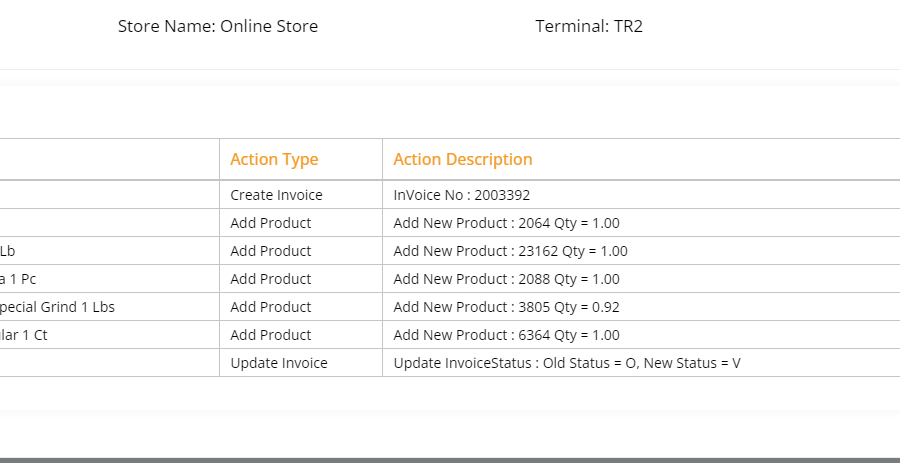 Store Name: Online Store Terminal: TR2
Action Type Action Description
Create Invoice InVoice No : 2003392
Add Product Add New Product : 2064 Qty = 1.00
Lb Add Product Add New Product : 23162 Qty = 1.00
a 1 Pc Add Product Add New Product : 2088 Qty = 1.00
pecial Grind 1 Lbs Add Product Add New Product : 3805 Qty = 0.92
lar 1 Ct Add Product Add New Product : 6364 Qty = 1.00
Update Invoice Update InvoiceStatus : Old Status = O, New Status = V